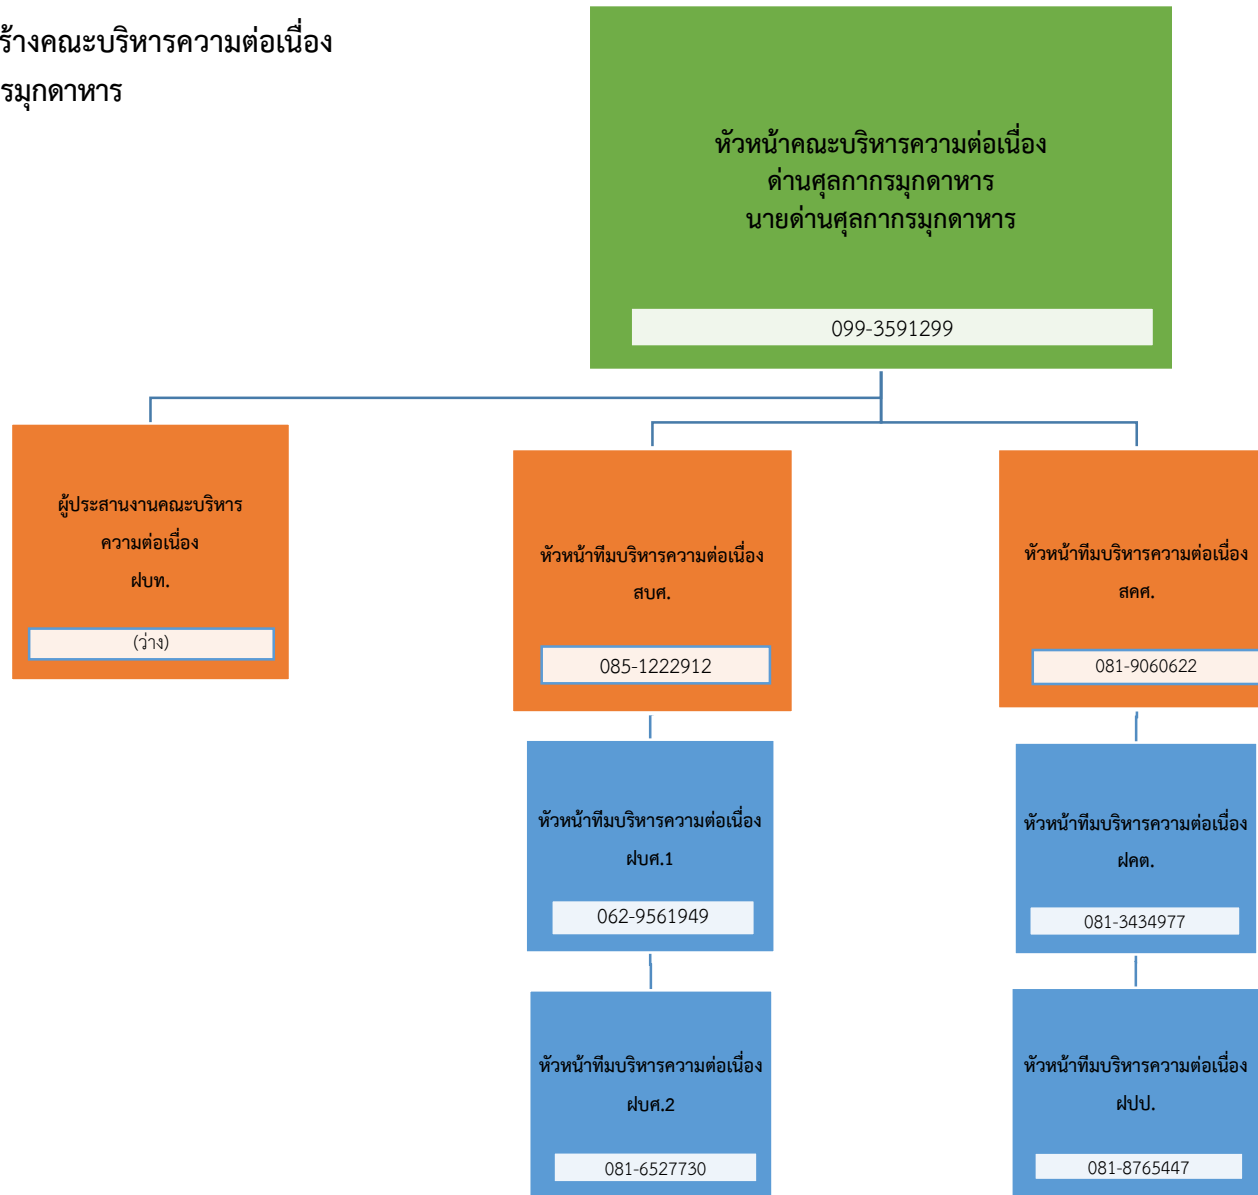 ร้างคณะบริหารความต่อเนื่อง
รมุกดาหาร
หัวหน้าคณะบริหารความต่อเนื่อง
ด่านศุลกากรมุกดาหาร
นายด่านศุลกากรมุกดาหาร
099-3591299
ผู้ประสานงานคณะบริหาร
ความต่อเนื่อง
ฝบท.
(ว่าง)
หัวหน้าทีมบริหารความต่อเนื่อง
สบศ.
085-1222912
หัวหน้าทีมบริหารความต่อเนื่อง
สคศ.
081-9060622
หัวหน้าทีมบริหารความต่อเนื่อง
ฝบศ.1
062-9561949
หัวหน้าทีมบริหารความต่อเนื่อง
ฝคต.
081-3434977
หัวหน้าทีมบริหารความต่อเนื่อง
ฝบศ.2
081-6527730
หัวหน้าทีมบริหารความต่อเนื่อง
ฝปป.
081-8765447